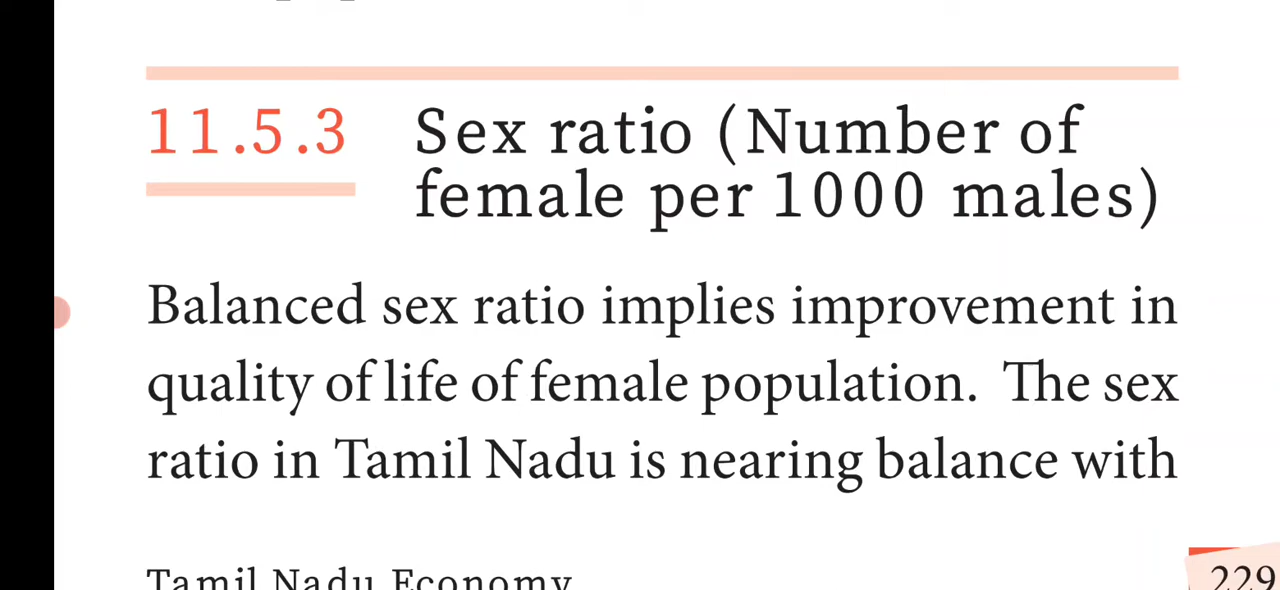 11.5.3 Sex ratio (Number of
female per 1000 males)
Balanced sex ratio implies improvement in
quality of life of female population. The sex
ratio in Tamil Nadu is nearing balance with
Tamil Nadu Economy
229